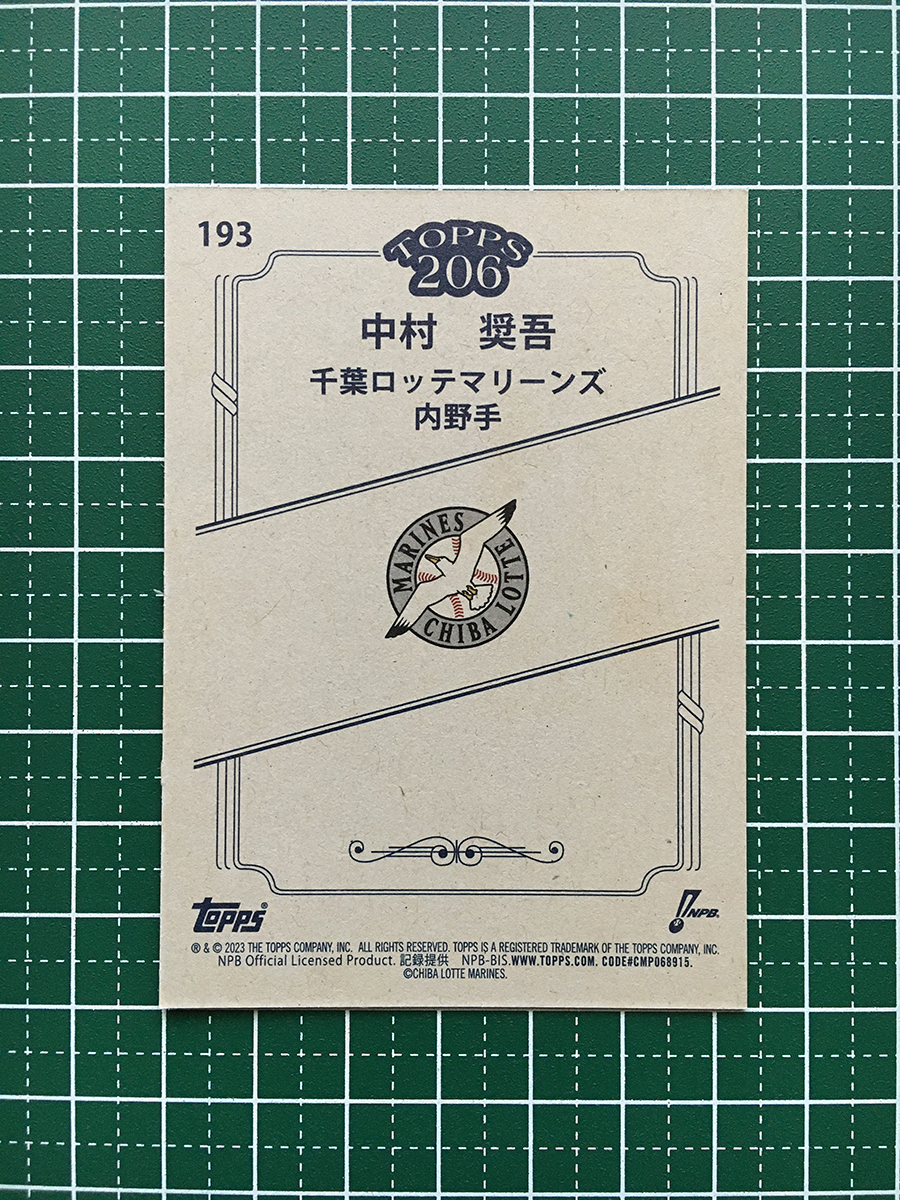 193
TOPPS
206
中村 奨吾
千葉ロッテマリーンズ
内野手
MARINES
CHIBA LOTTE
TOPPS®
NPB.
® & © 2023 THE TOPPS COMPANY, INC. ALL RIGHTS RESERVED. TOPPS IS A REGISTERED TRADEMARK OF THE TOPPS COMPANY, INC.
NPB Official Licensed Product. 記録提供 NPB-BIS.WWW.TOPPS.COM. CODE#CMP068915.
©CHIBA LOTTE MARINES.